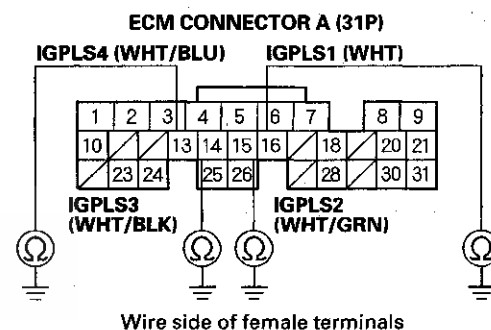 ECM CONNECTOR A (31P)
IGPLS4 (WHT/BLU) IGPLS1 (WHT)
1 2 3 4 5 6 7 8 9
10 13 14 15 16 18 20 21
23 24 25 26 28 30 31
IGPLS3 (WHT/BLK)
IGPLS2 (WHT/GRN)
Ω Ω Ω Ω
Wire side of female terminals